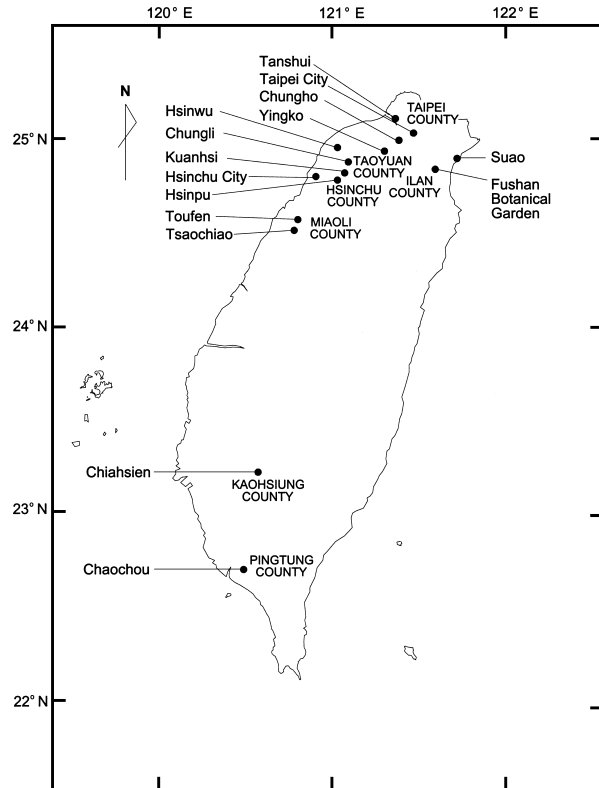 120° E
121° E
122° E
N
Tanshui
Taipei City
Chungho
Yingko
Hsinwu
Chungli
Kuanhsi
Hsinchu City
Hsinpu
Toufen
Tsaochiao
TAIPEI
COUNTY
25° N
TAOYUAN
COUNTY
HSINCHU
COUNTY
ILAN
COUNTY
MIAOLI
COUNTY
Suao
Fushan
Botanical
Garden
24° N
Chiahsien
KAOHSIUNG
COUNTY
23° N
Chaochou
PINGTUNG
COUNTY
22° N